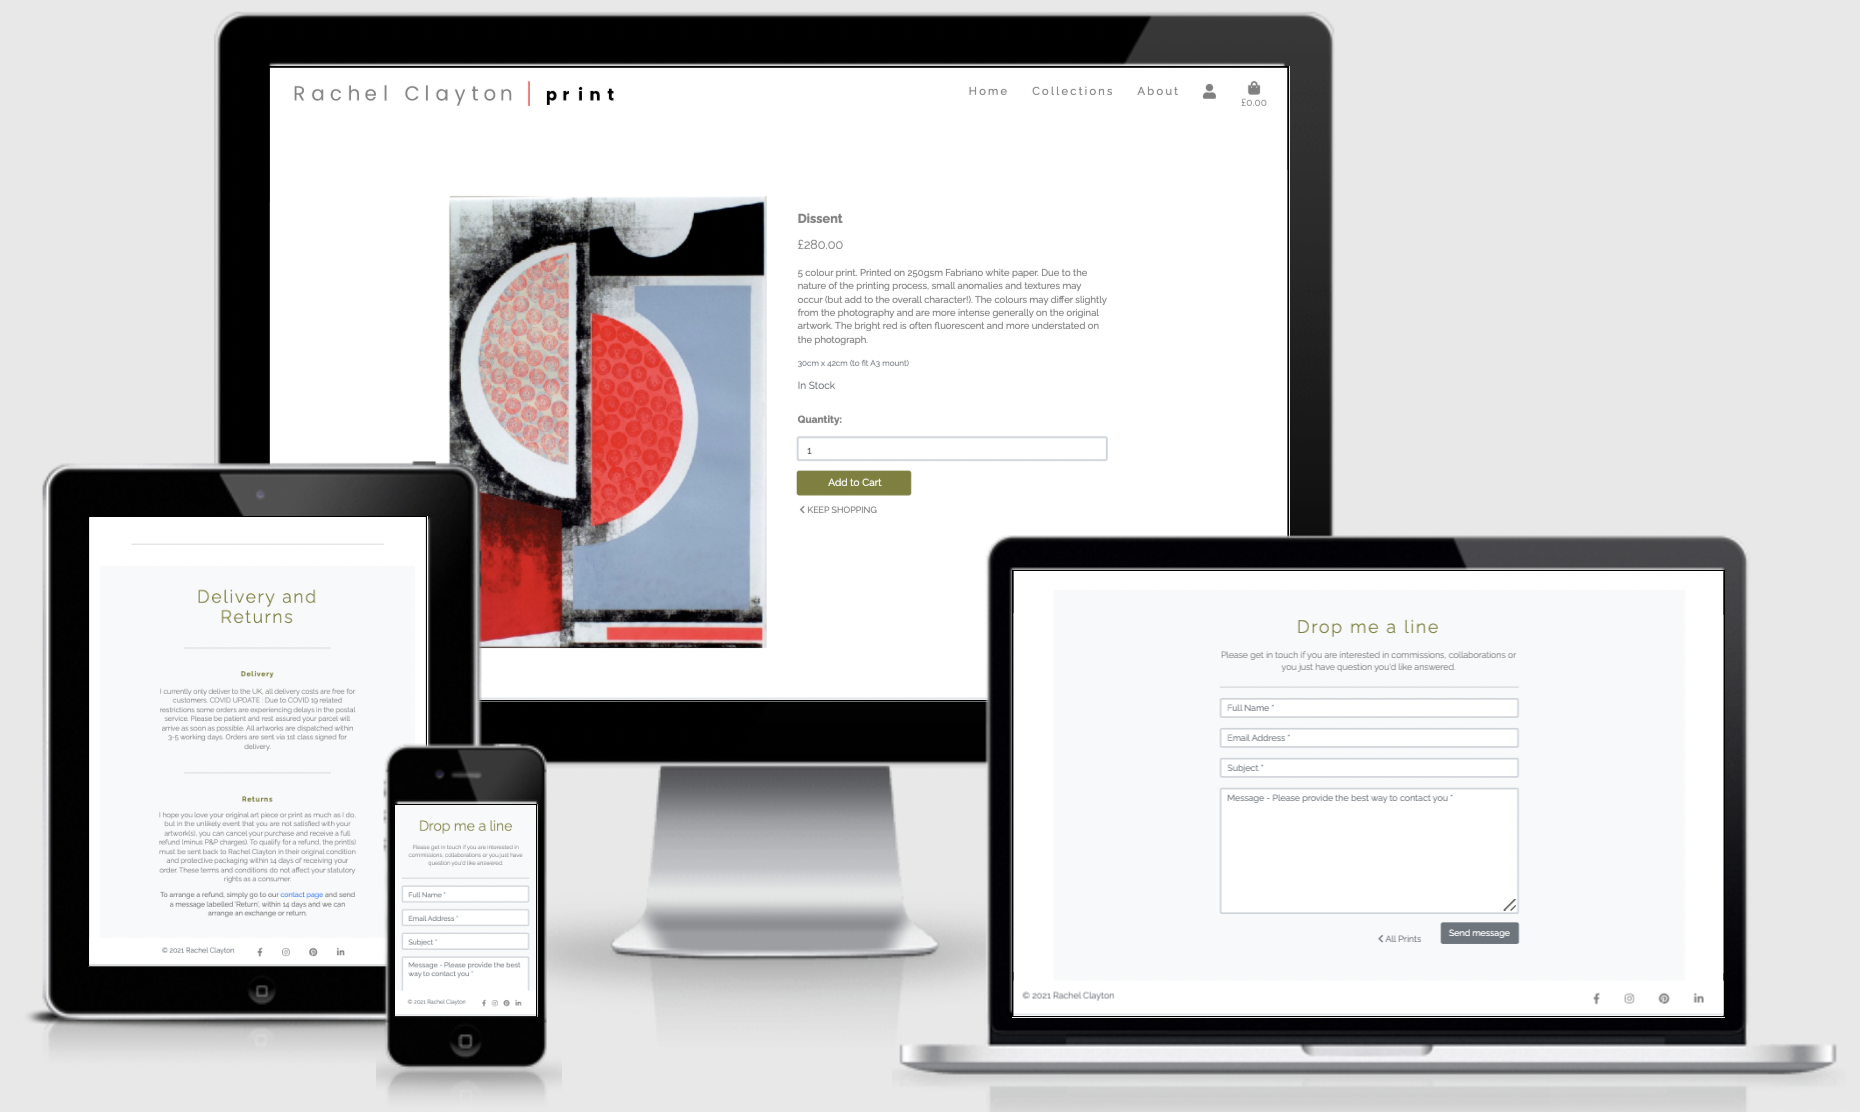 Rachel Clayton | print
Home Collections About
£0.00
Dissent
£280.00
5 colour print. Printed on 250gsm Fabriano white paper. Due to the
nature of the printing process, small anomalies and textures may
occur (but add to the overall character!). The colours may differ slightly
from the photography and are more intense generally on the original
artwork. The bright red is often fluorescent and more understated on
the photograph.
30cm x 42cm (to fit A3 mount)
In Stock
Quantity:
1
Add to Cart
KEEP SHOPPING
Delivery and
Returns
Delivery
I currently only deliver to the UK, all delivery costs are free for
customers. COVID UPDATE : Due to COVID 19 related
restrictions some orders are experiencing delays in the postal
service. Please be patient and rest assured your parcel will
arrive as soon as possible. All artworks are dispatched within
3-5 working days. Orders are sent via 1st class signed for
delivery.
Returns
I hope you love your original art piece or print as much as I do,
but in the unlikely event that you are not satisfied with your
artwork(s), you can cancel your purchase and receive a full
refund (minus P&P charges). To qualify for a refund, the print(s)
must be sent back to Rachel Clayton in their original condition
and protective packaging within 14 days of receiving your
order. These terms and conditions do not affect your statutory
rights as a consumer.
To arrange a refund, simply go to our contact page and send
a message labelled 'Return', within 14 days and we can
arrange an exchange or return.
© 2021 Rachel Clayton
Drop me a line
Please get in touch if you are interested in
commissions, collaborations or you just have
question you'd like answered.
Full Name *
Email Address *
Subject *
Message - Please provide the best
way to contact you *
© 2021 Rachel Clayton
Drop me a line
Please get in touch if you are interested in commissions, collaborations or
you just have question you'd like answered.
Full Name *
Email Address *
Subject *
Message - Please provide the best way to contact you *
All Prints
Send message
© 2021 Rachel Clayton